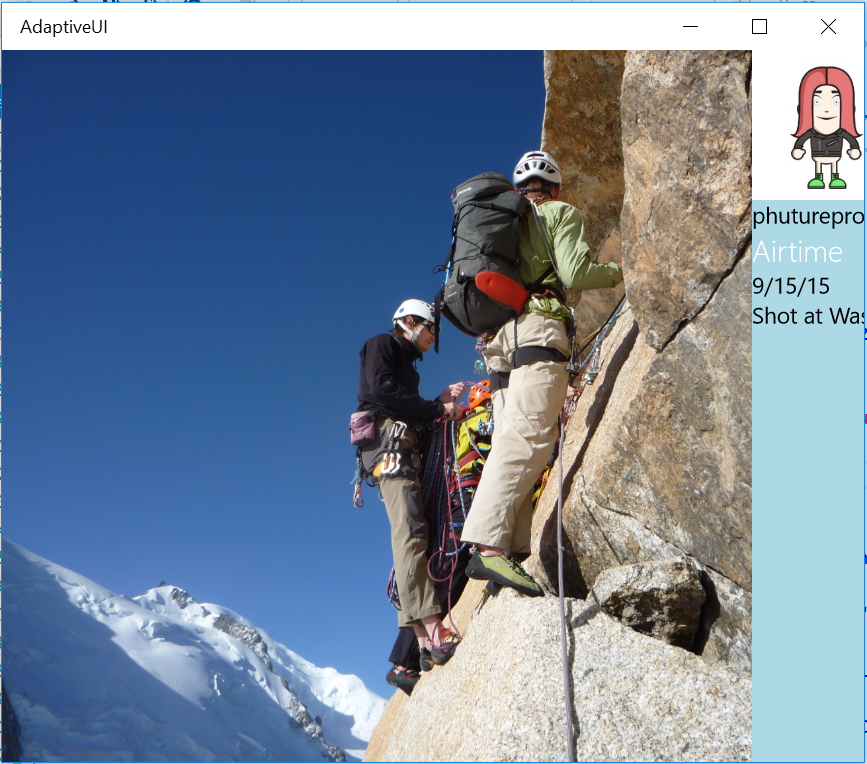 AdaptiveUI
phuturepro
Airtime
9/15/15
Shot at Was